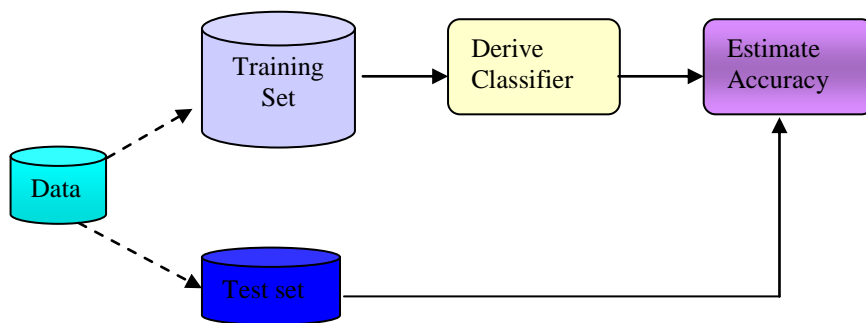 Training
Set
Derive
Classifier
Estimate
Accuracy
Data
Test set